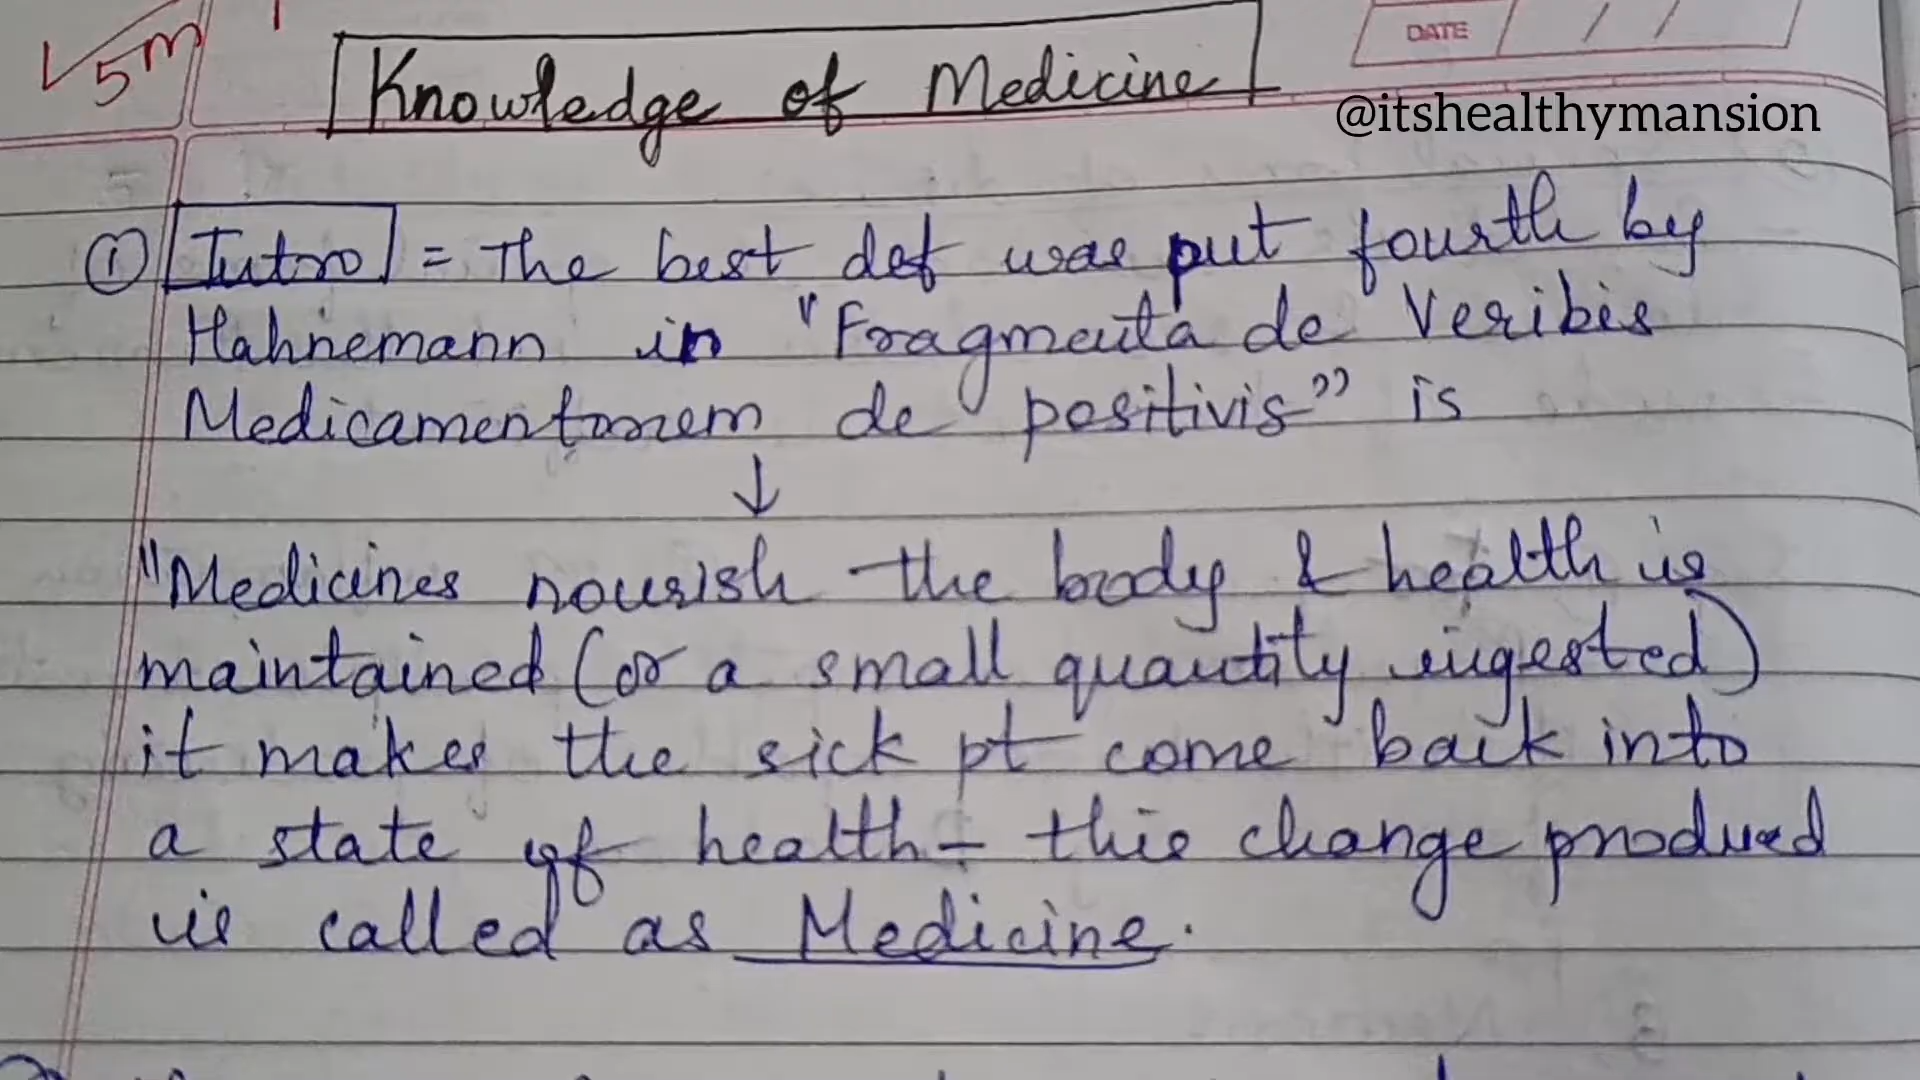 5m
Knowledge of Medicine
DATE / /
@itshealthymansion
① Intro = The best def was put fourth by
Hahnemann in "Fragmenta de Veribis
Medicamentorem de positivis" is
↓
"Medicines nourish the body & health is
maintained (or a small quantity ingested)
it makes the sick pt come back into
a state of health - this change produced
is called as Medicine.